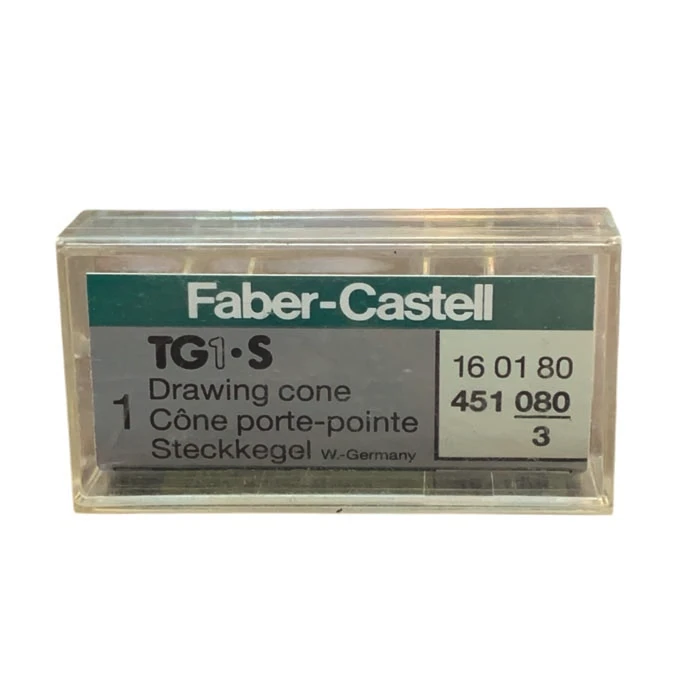 Faber-Castell
TG1•S
1
Drawing cone
Cône porte-pointe
Steckkegel W.-Germany
16 01 80
451 080
3